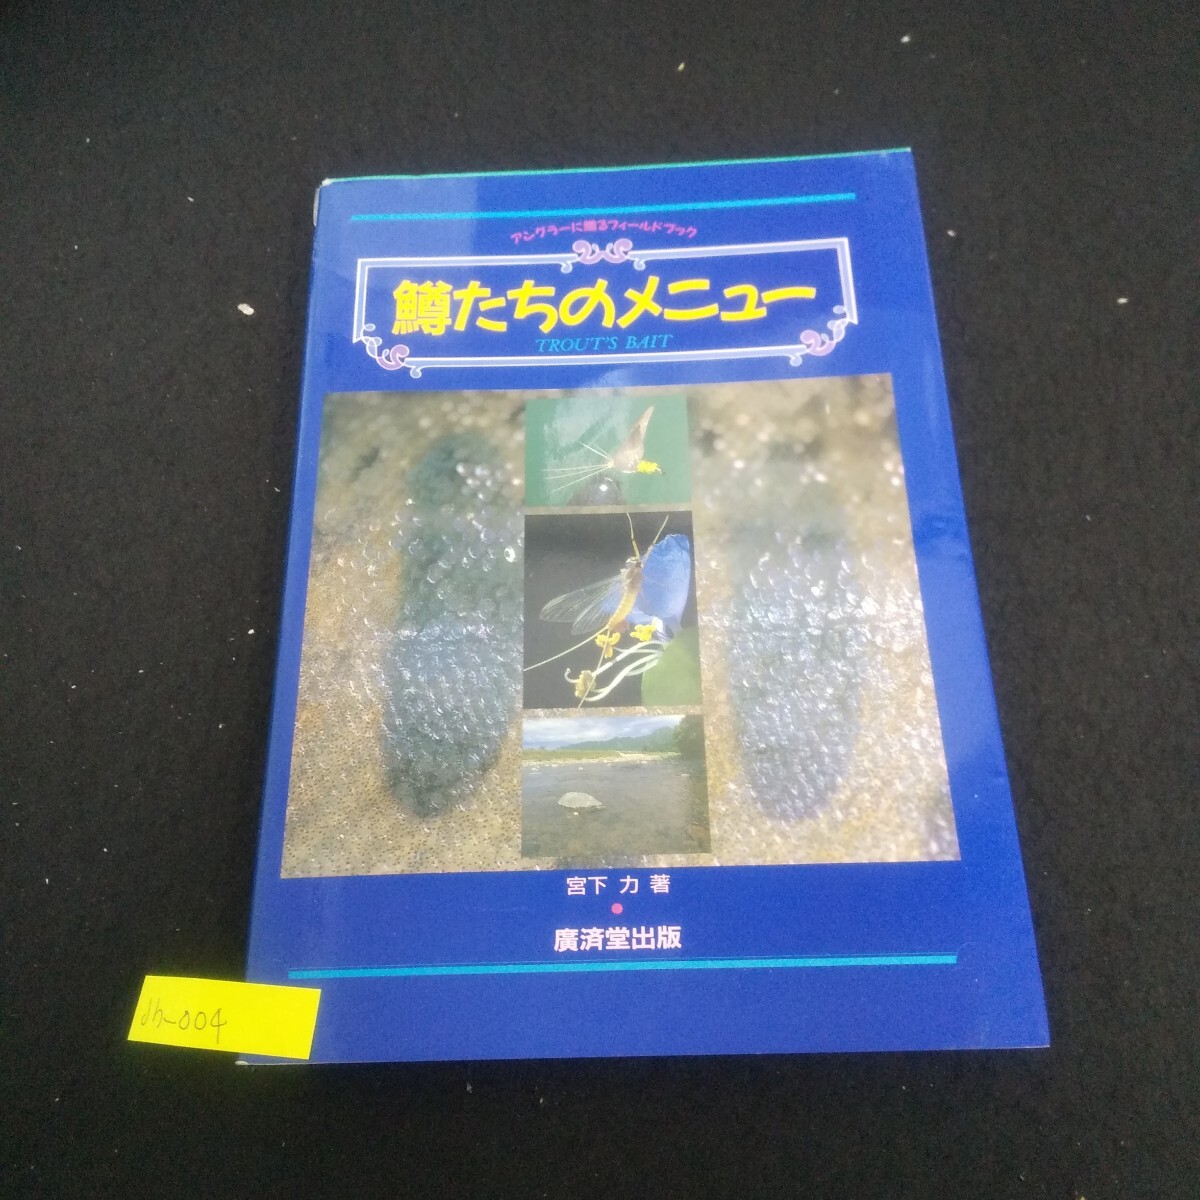 アングラーに贈るフィールドブック
鱒たちのメニュー
TROUT'S BAIT
宮下 力 著
廣済堂出版
dh-004